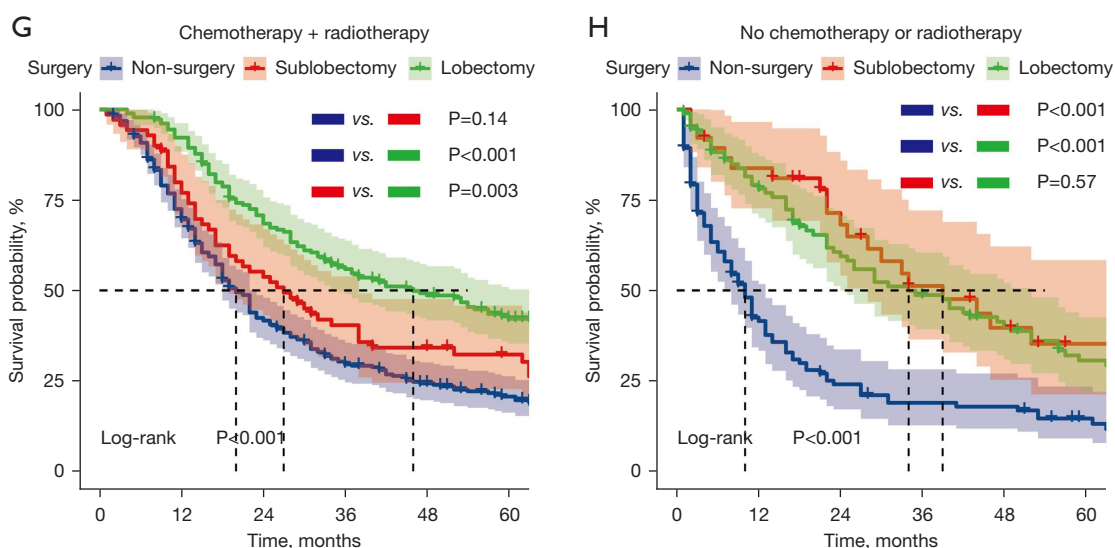 G
Chemotherapy + radiotherapy
Surgery Non-surgery Sublobectomy Lobectomy
100
75
50
25
0
Survival probability, %
vs. P=0.14
vs. P<0.001
vs. P=0.003
Log-rank P<0.001
0 12 24 36 48 60
Time, months
H
No chemotherapy or radiotherapy
Surgery Non-surgery Sublobectomy Lobectomy
100
75
50
25
0
Survival probability, %
vs. P<0.001
vs. P<0.001
vs. P=0.57
Log-rank P<0.001
0 12 24 36 48 60
Time, months